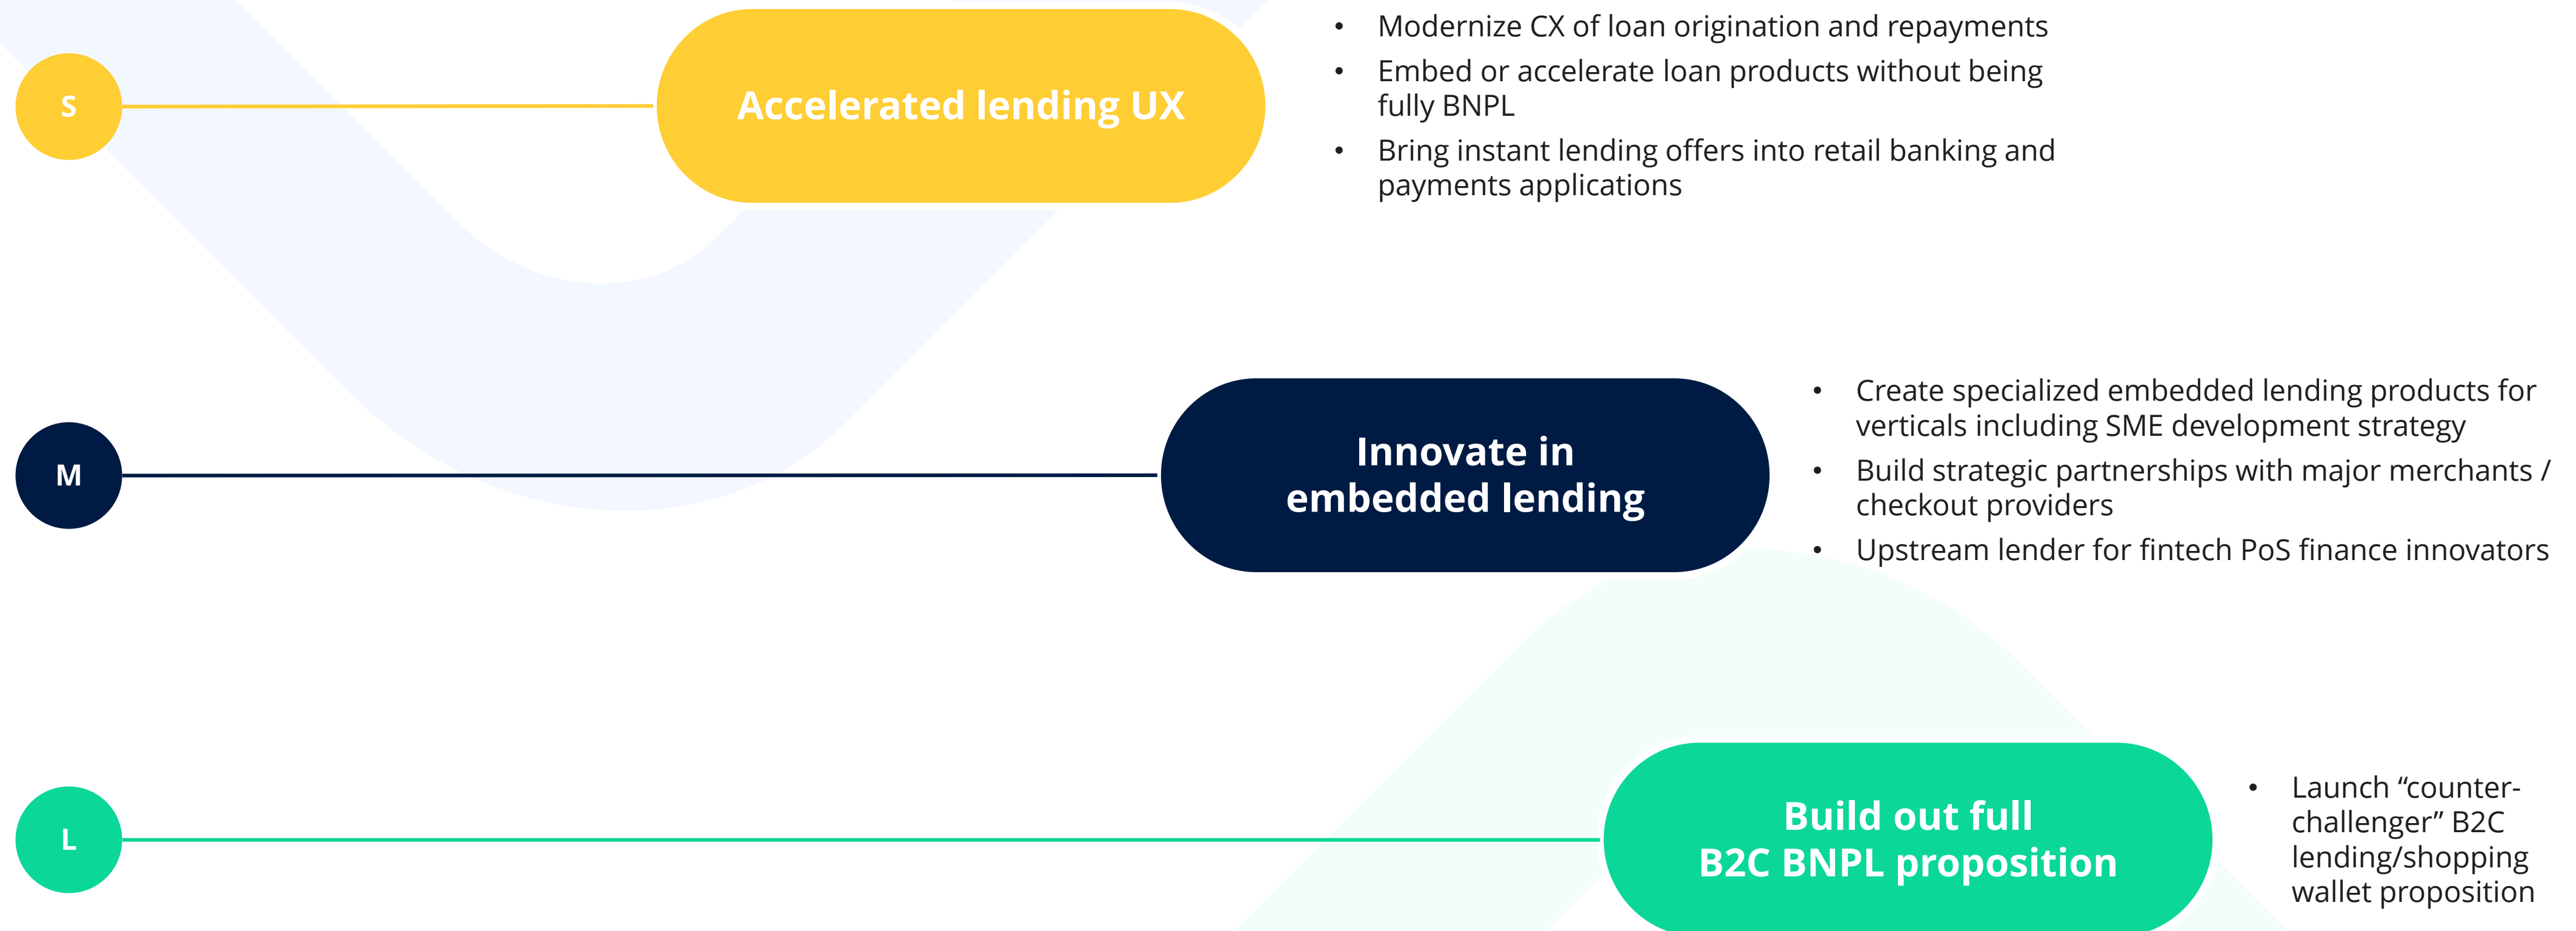 S
Accelerated lending UX
• Modernize CX of loan origination and repayments
• Embed or accelerate loan products without being
fully BNPL
• Bring instant lending offers into retail banking and
payments applications
M
Innovate in
embedded lending
• Create specialized embedded lending products for
verticals including SME development strategy
• Build strategic partnerships with major merchants /
checkout providers
• Upstream lender for fintech PoS finance innovators
L
Build out full
B2C BNPL proposition
• Launch “counter-
challenger” B2C
lending/shopping
wallet proposition